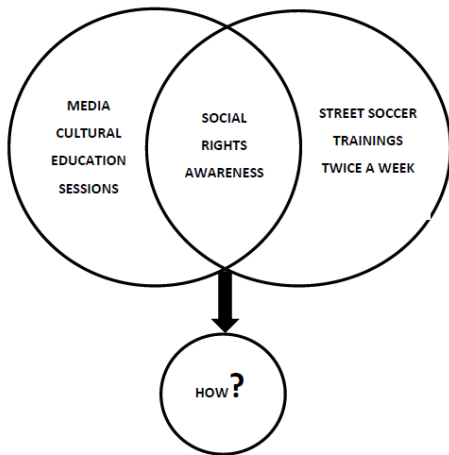 MEDIA
CULTURAL
EDUCATION
SESSIONS
SOCIAL
RIGHTS
AWARENESS
STREET SOCCER
TRAININGS
TWICE A WEEK
HOW ?